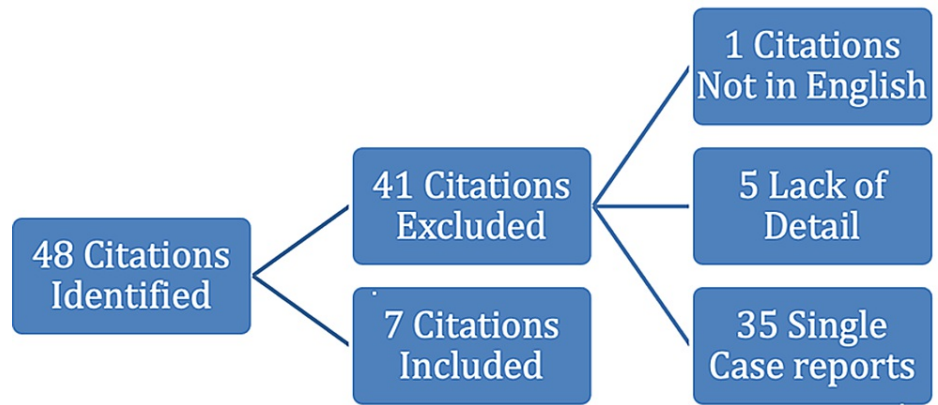 48 Citations
Identified
41 Citations
Excluded
7 Citations
Included
1 Citations
Not in English
5 Lack of
Detail
35 Single
Case reports